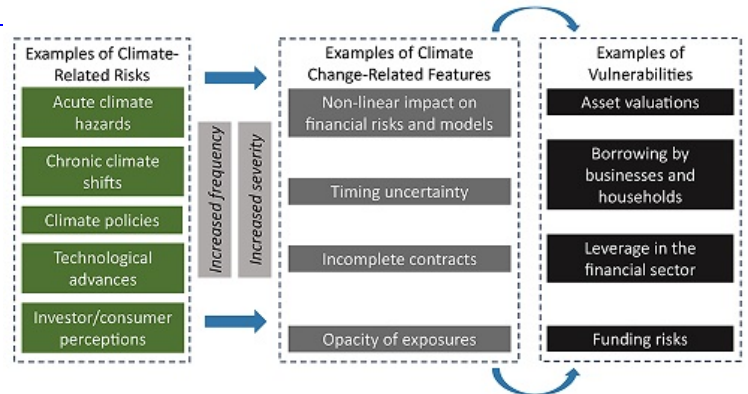 Examples of Climate-
Related Risks
Acute climate
hazards
Chronic climate
shifts
Climate policies
Technological
advances
Investor/consumer
perceptions
Increased frequency
Increased severity
Examples of Climate
Change-Related Features
Non-linear impact on
financial risks and models
Timing uncertainty
Incomplete contracts
Opacity of exposures
Examples of
Vulnerabilities
Asset valuations
Borrowing by
businesses and
households
Leverage in the
financial sector
Funding risks